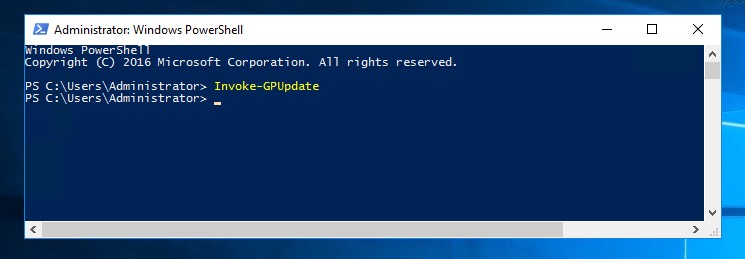 Administrator: Windows PowerShell
Windows PowerShell
Copyright (C) 2016 Microsoft Corporation. All rights reserved.
PS C:\Users\Administrator> Invoke-GPUpdate
PS C:\Users\Administrator> _